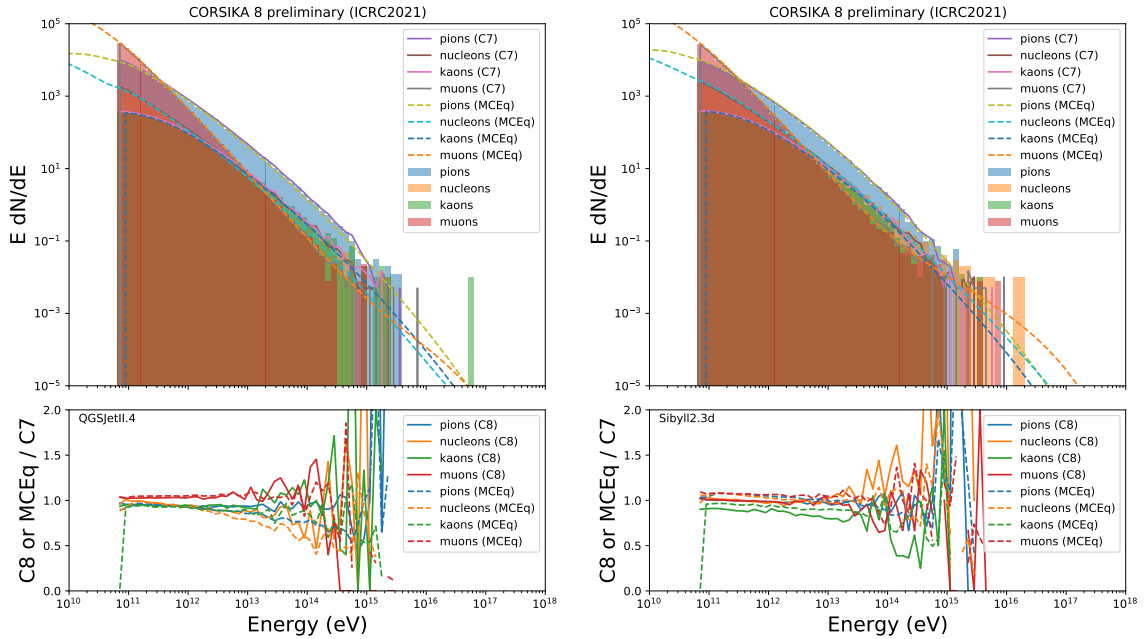 CORSIKA 8 preliminary (ICRC2021)
E dN/dE
10^5
10^3
10^1
10^−1
10^−3
10^−5
pions (C7)
nucleons (C7)
kaons (C7)
muons (C7)
pions (MCEq)
nucleons (MCEq)
kaons (MCEq)
muons (MCEq)
pions
nucleons
kaons
muons
C8 or MCEq / C7
2.0
1.5
1.0
0.5
0.0
QGSJetII.4
pions (C8)
nucleons (C8)
kaons (C8)
muons (C8)
pions (MCEq)
nucleons (MCEq)
kaons (MCEq)
muons (MCEq)
10^10 10^11 10^12 10^13 10^14 10^15 10^16 10^17 10^18
Energy (eV)
CORSIKA 8 preliminary (ICRC2021)
E dN/dE
10^5
10^3
10^1
10^−1
10^−3
10^−5
pions (C7)
nucleons (C7)
kaons (C7)
muons (C7)
pions (MCEq)
nucleons (MCEq)
kaons (MCEq)
muons (MCEq)
pions
nucleons
kaons
muons
C8 or MCEq / C7
2.0
1.5
1.0
0.5
0.0
Sibyll2.3d
pions (C8)
nucleons (C8)
kaons (C8)
muons (C8)
pions (MCEq)
nucleons (MCEq)
kaons (MCEq)
muons (MCEq)
10^10 10^11 10^12 10^13 10^14 10^15 10^16 10^17 10^18
Energy (eV)